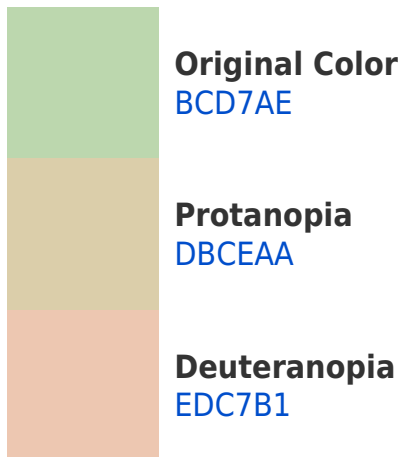 Original Color
BCD7AE
Protanopia
DBCEAA
Deuteranopia
EDC7B1